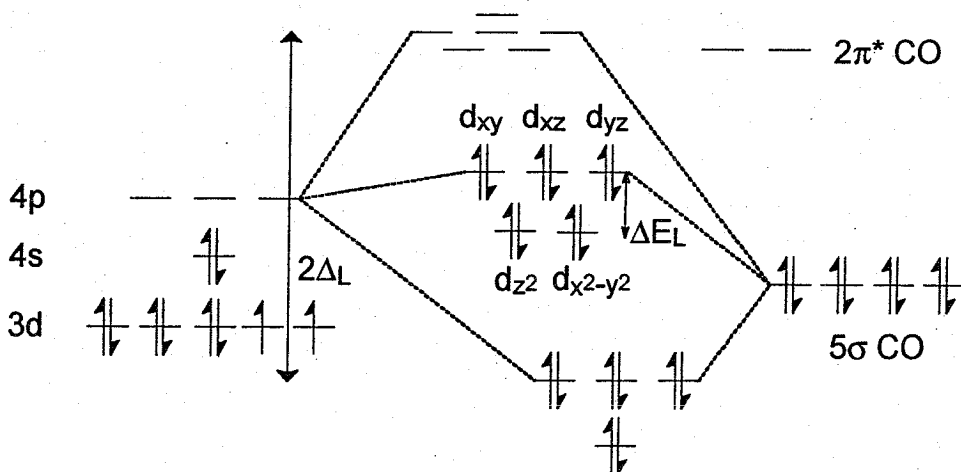 2π* CO
dxy dxz dyz
4p
ΔEL
4s
2ΔL
dz2 dx2-y2
3d
5σ CO